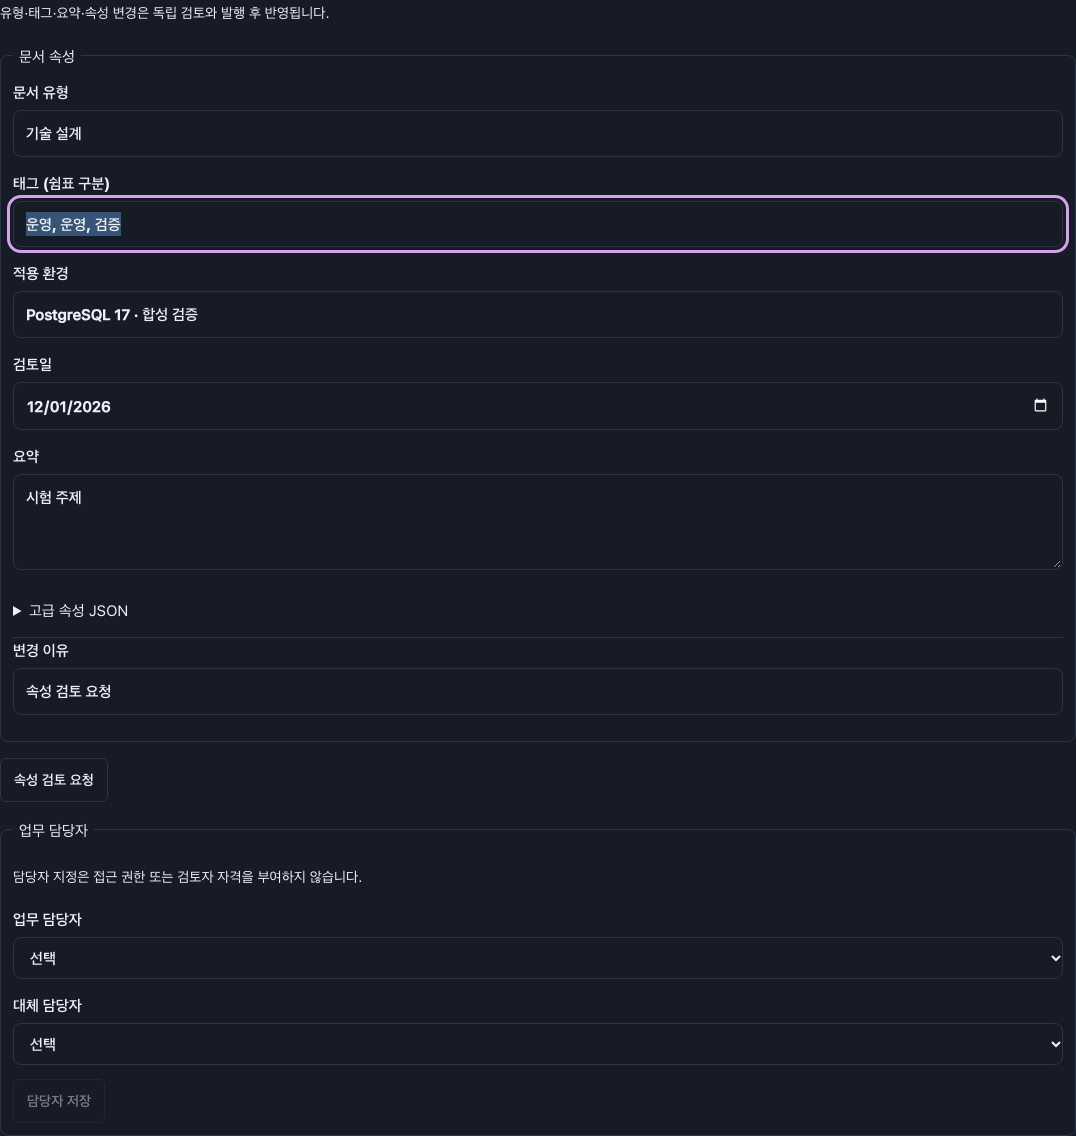 유형·태그·요약·속성 변경은 독립 검토와 발행 후 반영됩니다.
문서 속성
문서 유형
기술 설계
태그 (쉼표 구분)
운영, 운영, 검증
적용 환경
PostgreSQL 17 · 합성 검증
검토일
12/01/2026
요약
시험 주제
고급 속성 JSON
변경 이유
속성 검토 요청
속성 검토 요청
업무 담당자
담당자 지정은 접근 권한 또는 검토자 자격을 부여하지 않습니다.
업무 담당자
선택
대체 담당자
선택
담당자 저장